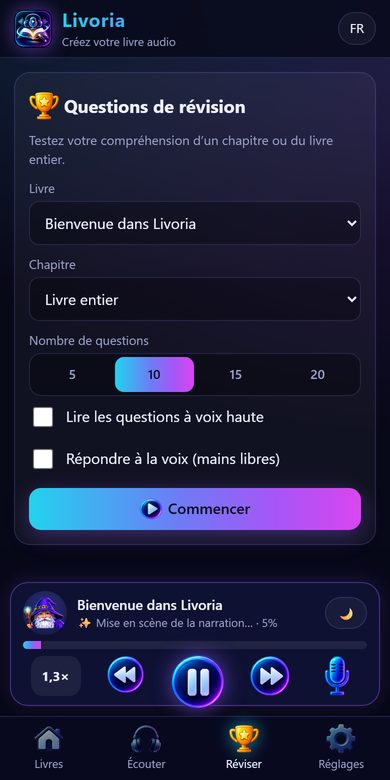 Livoria
Créez votre livre audio
FR
Questions de révision
Testez votre compréhension d’un chapitre ou du livre
entier.
Livre
Bienvenue dans Livoria
Chapitre
Livre entier
Nombre de questions
5 10 15 20
Lire les questions à voix haute
Répondre à la voix (mains libres)
Commencer
Bienvenue dans Livoria
✨ Mise en scène de la narration… · 5%
1,3×
Livres Écouter Réviser Réglages